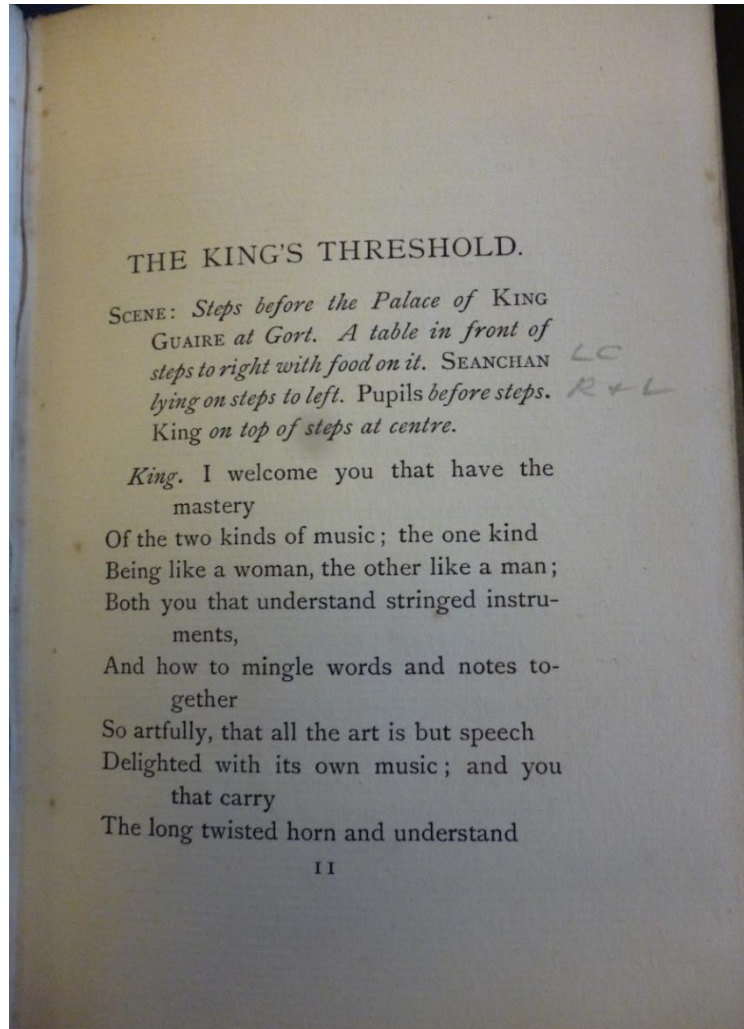 THE KING'S THRESHOLD.
SCENE: Steps before the Palace of KING
GUAIRE at Gort. A table in front of
steps to right with food on it. SEANCHAN LC
lying on steps to left. Pupils before steps. R + L
King on top of steps at centre.
King. I welcome you that have the
mastery
Of the two kinds of music; the one kind
Being like a woman, the other like a man;
Both you that understand stringed instru-
ments,
And how to mingle words and notes to-
gether
So artfully, that all the art is but speech
Delighted with its own music; and you
that carry
The long twisted horn and understand
11